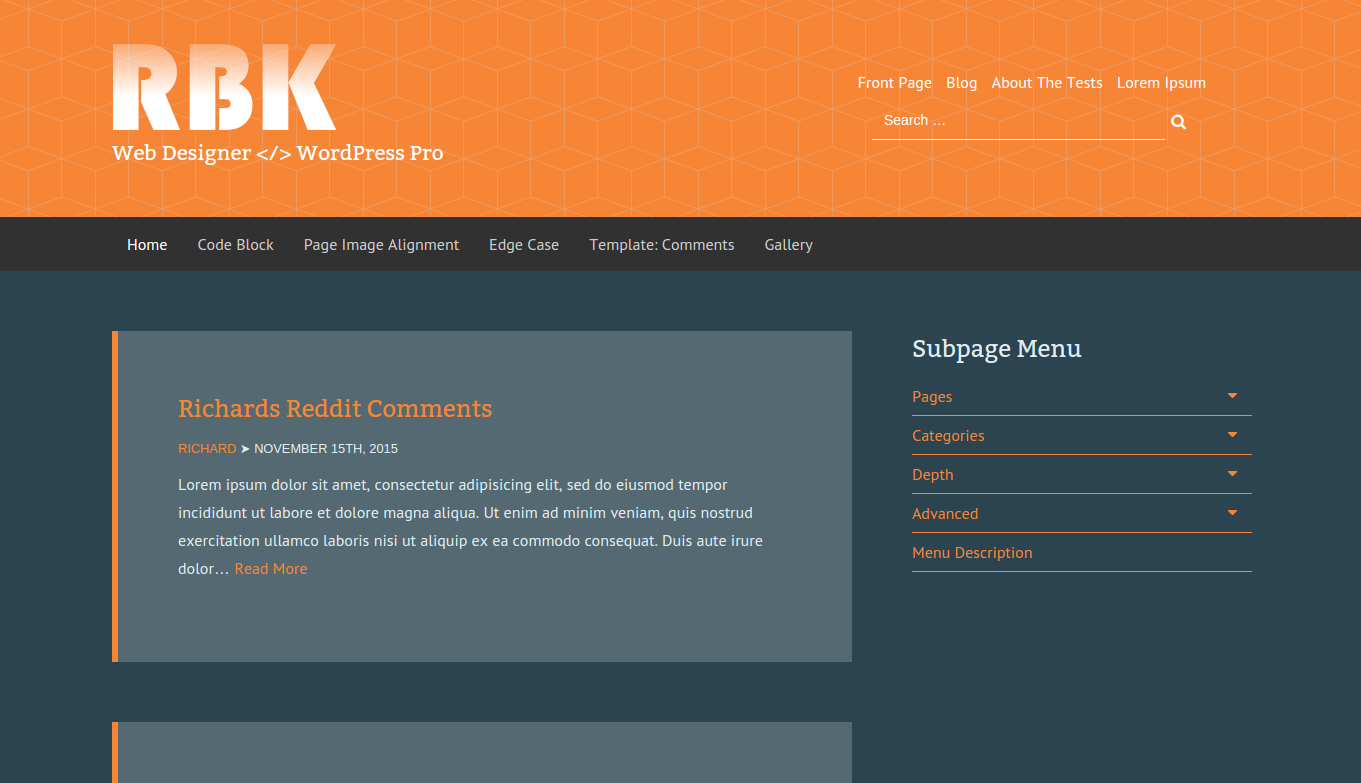 RBK
Web Designer </> WordPress Pro
Front Page Blog About The Tests Lorem Ipsum
Search …
Home Code Block Page Image Alignment Edge Case Template: Comments Gallery
Richards Reddit Comments
RICHARD ➤ NOVEMBER 15TH, 2015
Lorem ipsum dolor sit amet, consectetur adipisicing elit, sed do eiusmod tempor
incididunt ut labore et dolore magna aliqua. Ut enim ad minim veniam, quis nostrud
exercitation ullamco laboris nisi ut aliquip ex ea commodo consequat. Duis aute irure
dolor… Read More
Subpage Menu
Pages
Categories
Depth
Advanced
Menu Description